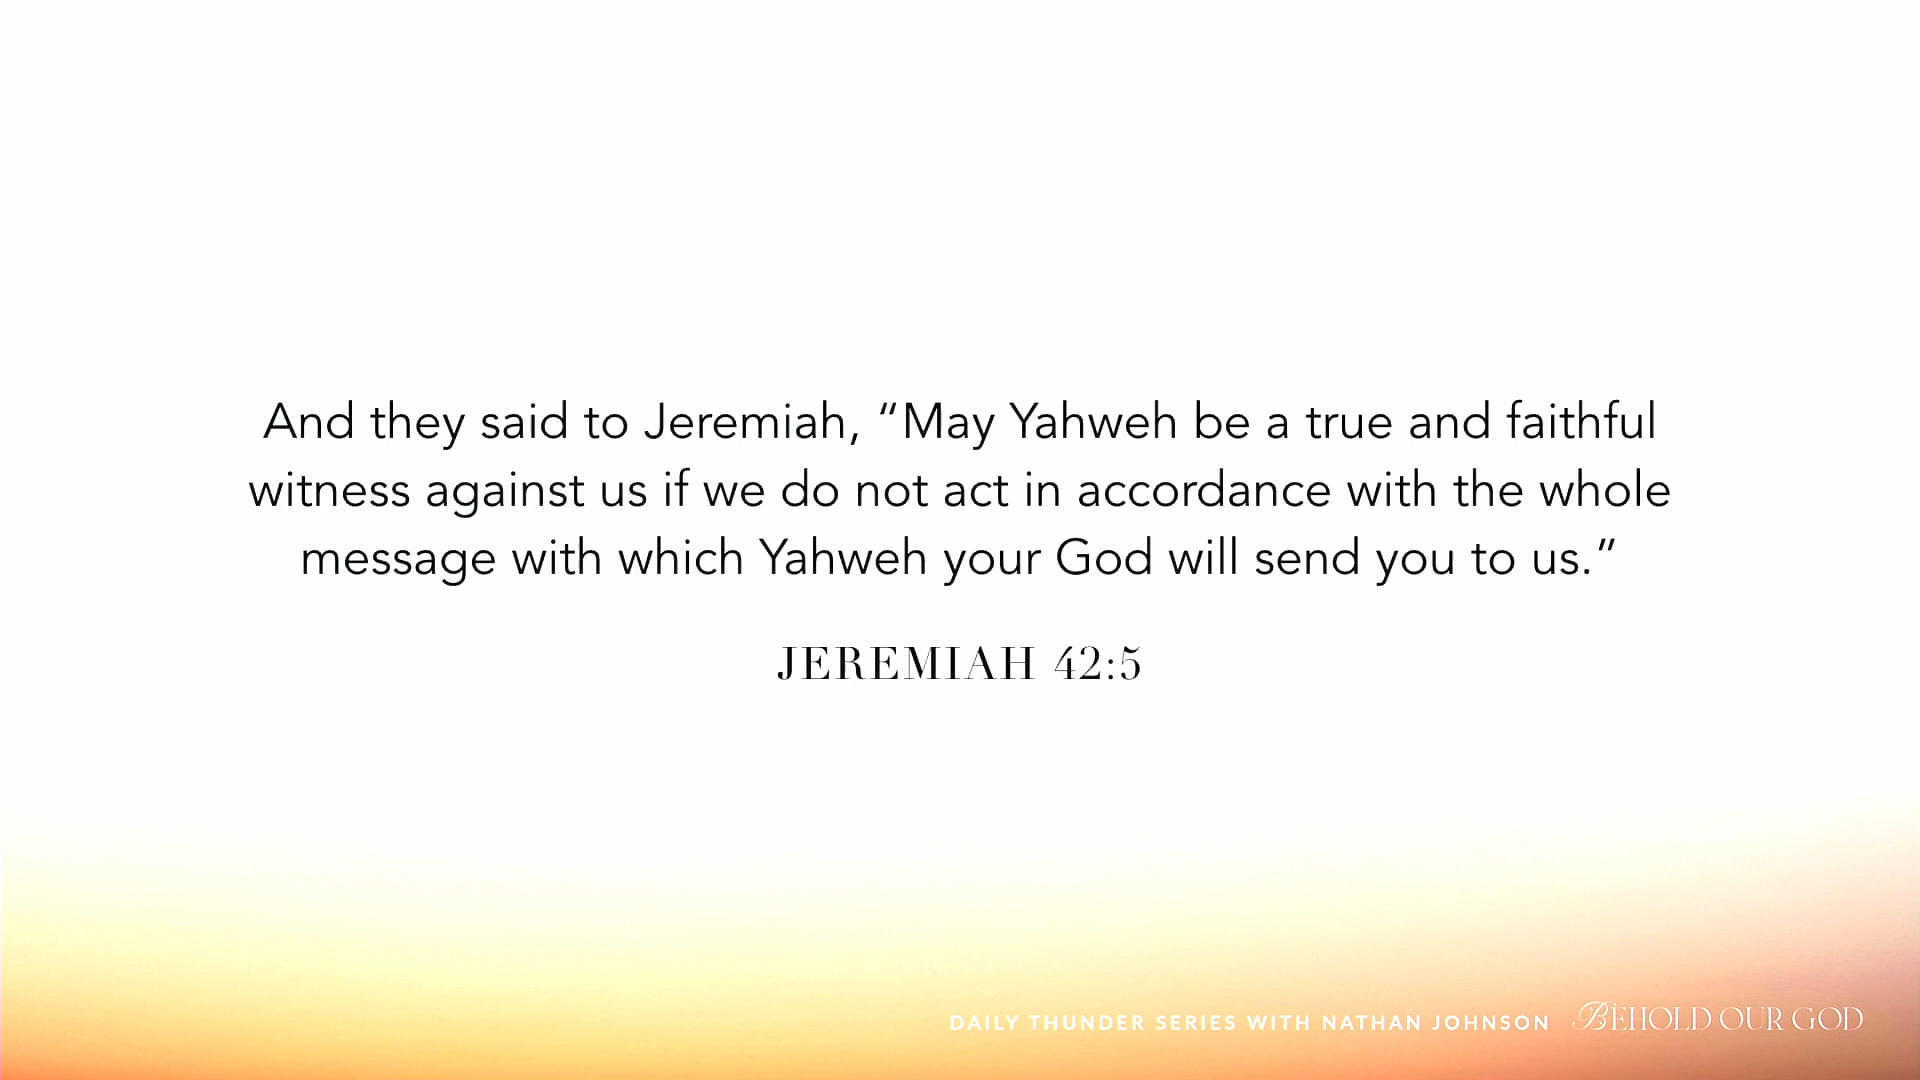 And they said to Jeremiah, “May Yahweh be a true and faithful
witness against us if we do not act in accordance with the whole
message with which Yahweh your God will send you to us.”
JEREMIAH 42:5
DAILY THUNDER SERIES WITH NATHAN JOHNSON BEHOLD OUR GOD